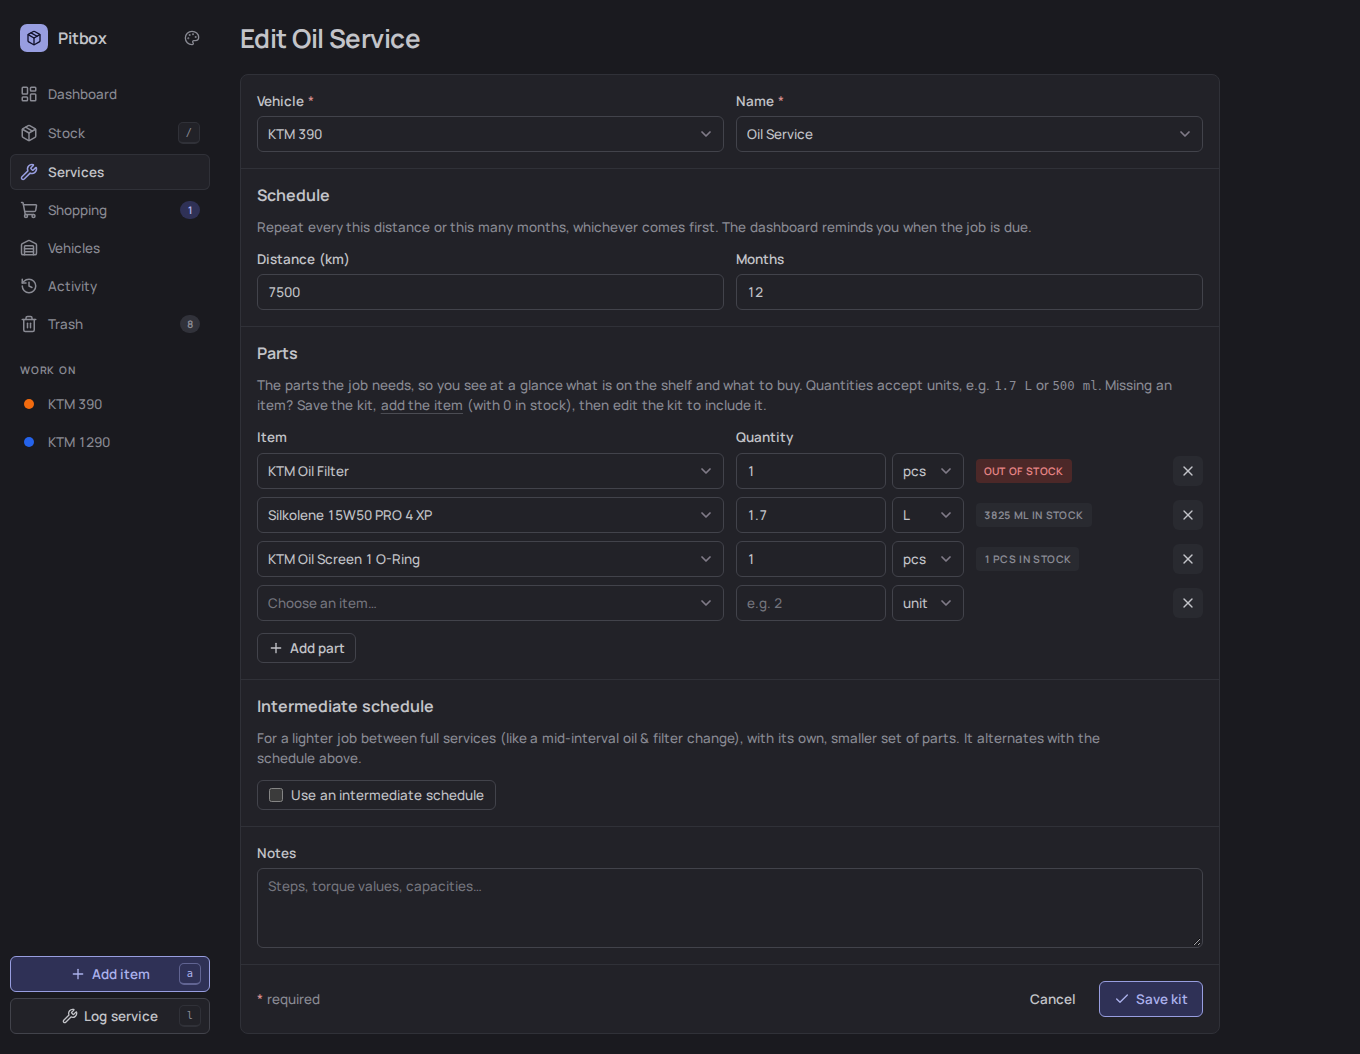 Pitbox
Edit Oil Service
Dashboard
Stock /
Services
Shopping 1
Vehicles
Activity
Trash 8
WORK ON
KTM 390
KTM 1290
Add item a
Log service l
Vehicle * Name *
KTM 390 Oil Service
Schedule
Repeat every this distance or this many months, whichever comes first. The dashboard reminds you when the job is due.
Distance (km) Months
7500 12
Parts
The parts the job needs, so you see at a glance what is on the shelf and what to buy. Quantities accept units, e.g. 1.7 L or 500 ml. Missing an
item? Save the kit, add the item (with 0 in stock), then edit the kit to include it.
Item Quantity
KTM Oil Filter 1 pcs OUT OF STOCK
Silkolene 15W50 PRO 4 XP 1.7 L 3825 ML IN STOCK
KTM Oil Screen 1 O-Ring 1 pcs 1 PCS IN STOCK
Choose an item... e.g. 2 unit
Add part
Intermediate schedule
For a lighter job between full services (like a mid-interval oil & filter change), with its own, smaller set of parts. It alternates with the
schedule above.
Use an intermediate schedule
Notes
Steps, torque values, capacities...
* required Cancel Save kit